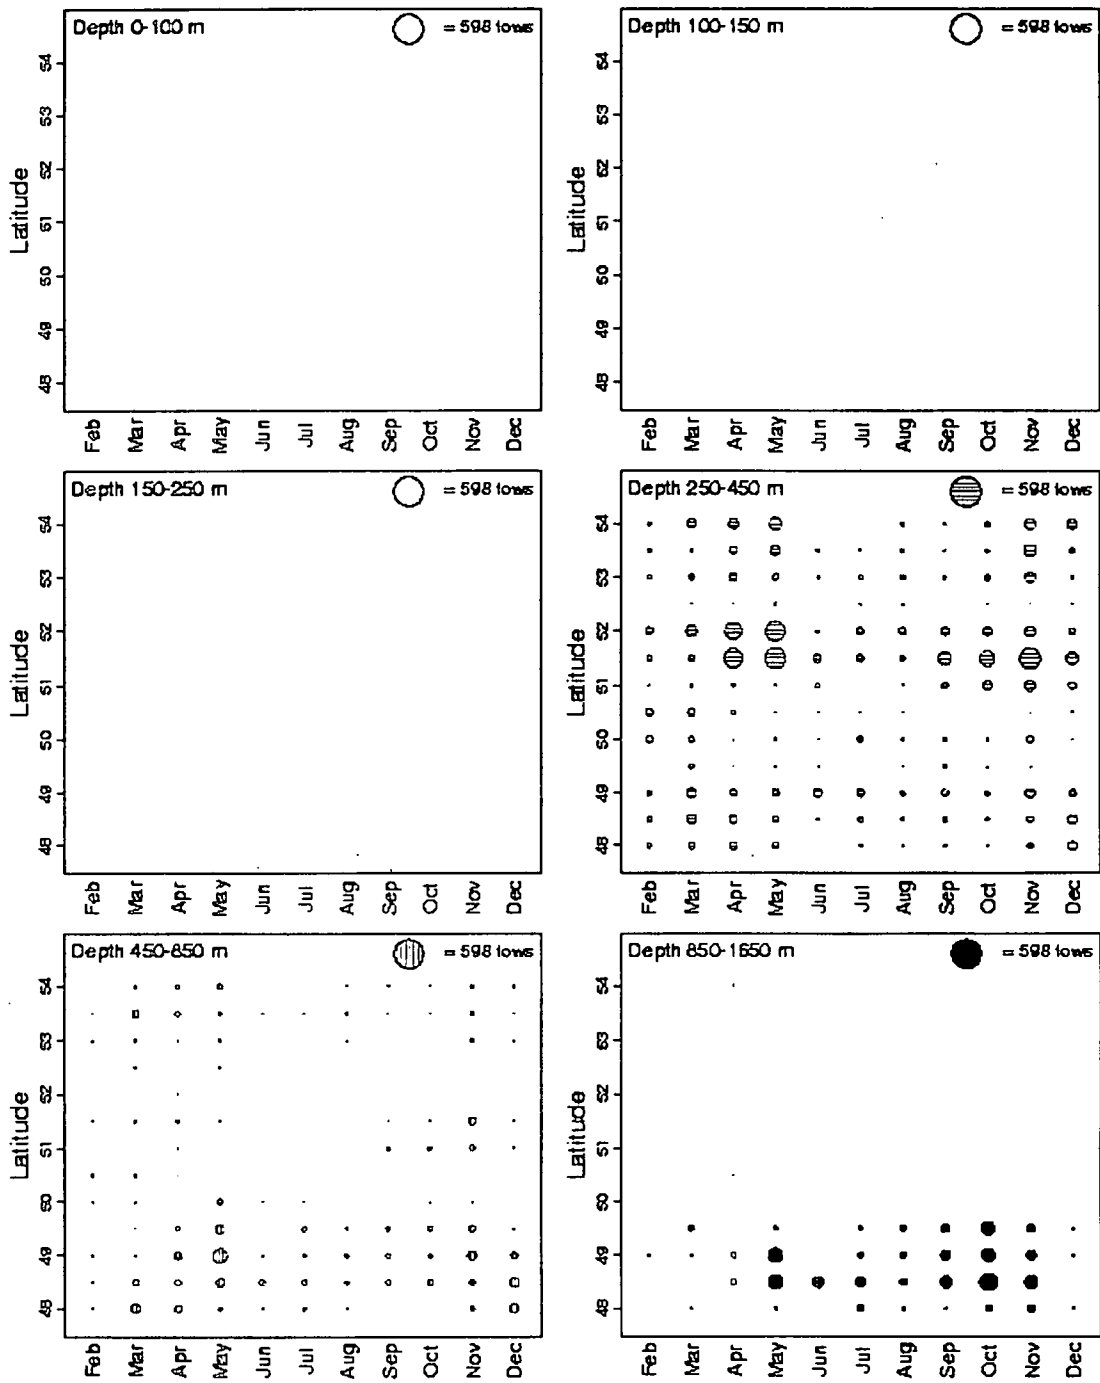 Depth 0-100 m = 598 tows
Latitude
54
53
52
51
50
49
48
Feb Mar Apr May Jun Jul Aug Sep Oct Nov Dec
Depth 100-150 m = 598 tows
Latitude
54
53
52
51
50
49
48
Feb Mar Apr May Jun Jul Aug Sep Oct Nov Dec
Depth 150-250 m = 598 tows
Latitude
54
53
52
51
50
49
48
Feb Mar Apr May Jun Jul Aug Sep Oct Nov Dec
Depth 250-450 m = 598 tows
Latitude
54
53
52
51
50
49
48
Feb Mar Apr May Jun Jul Aug Sep Oct Nov Dec
Depth 450-850 m = 598 tows
Latitude
54
53
52
51
50
49
48
Feb Mar Apr May Jun Jul Aug Sep Oct Nov Dec
Depth 850-1650 m = 598 tows
Latitude
54
53
52
51
50
49
48
Feb Mar Apr May Jun Jul Aug Sep Oct Nov Dec